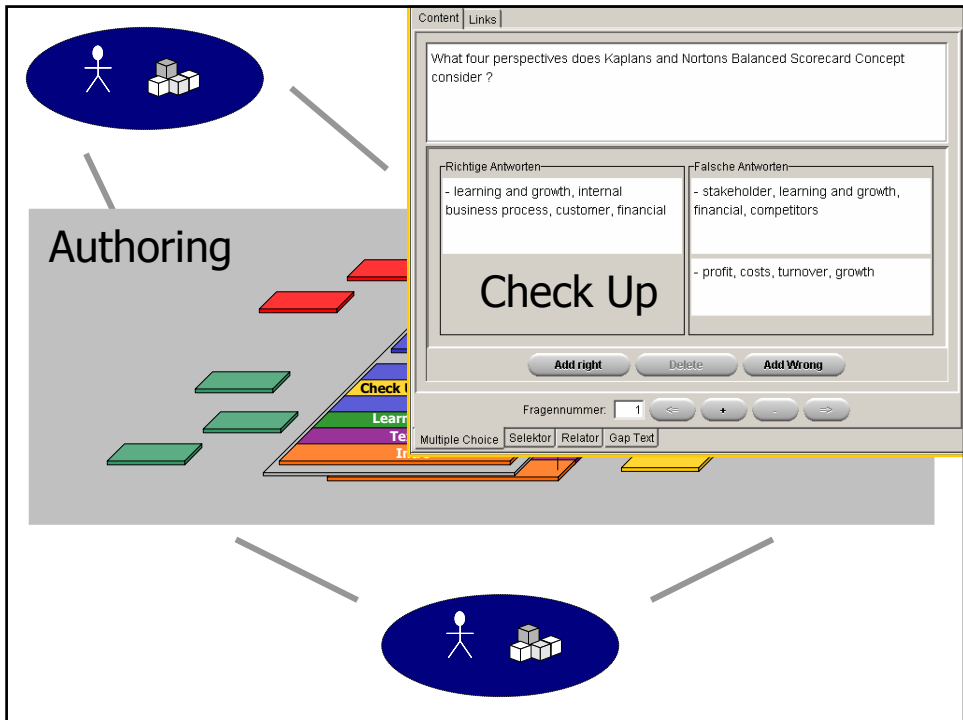 Content
Links
What four perspectives does Kaplans and Nortons Balanced Scorecard Concept
consider ?
Richtige Antworten
- learning and growth, internal
business process, customer, financial
Falsche Antworten
- stakeholder, learning and growth,
financial, competitors
- profit, costs, turnover, growth
Check Up
Add right
Delete
Add Wrong
Fragennummer:
1
<=
+
-
=>
Multiple Choice
Selektor
Relator
Gap Text
Authoring
Check